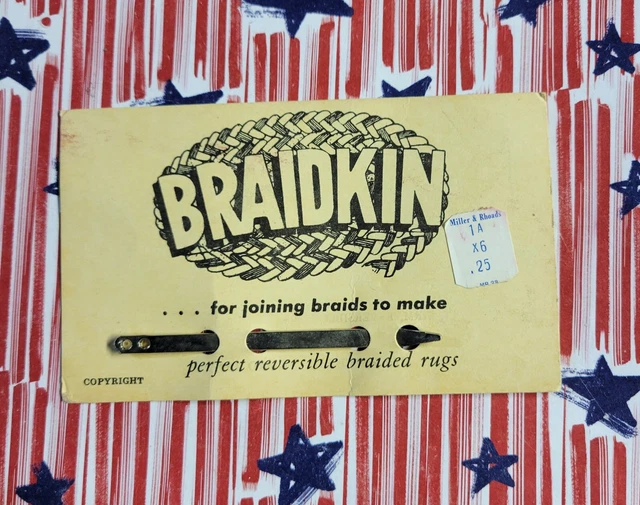 BRAIDKIN
Miller & Rhoads
1A
X6
.25
. . . for joining braids to make
perfect reversible braided rugs
COPYRIGHT